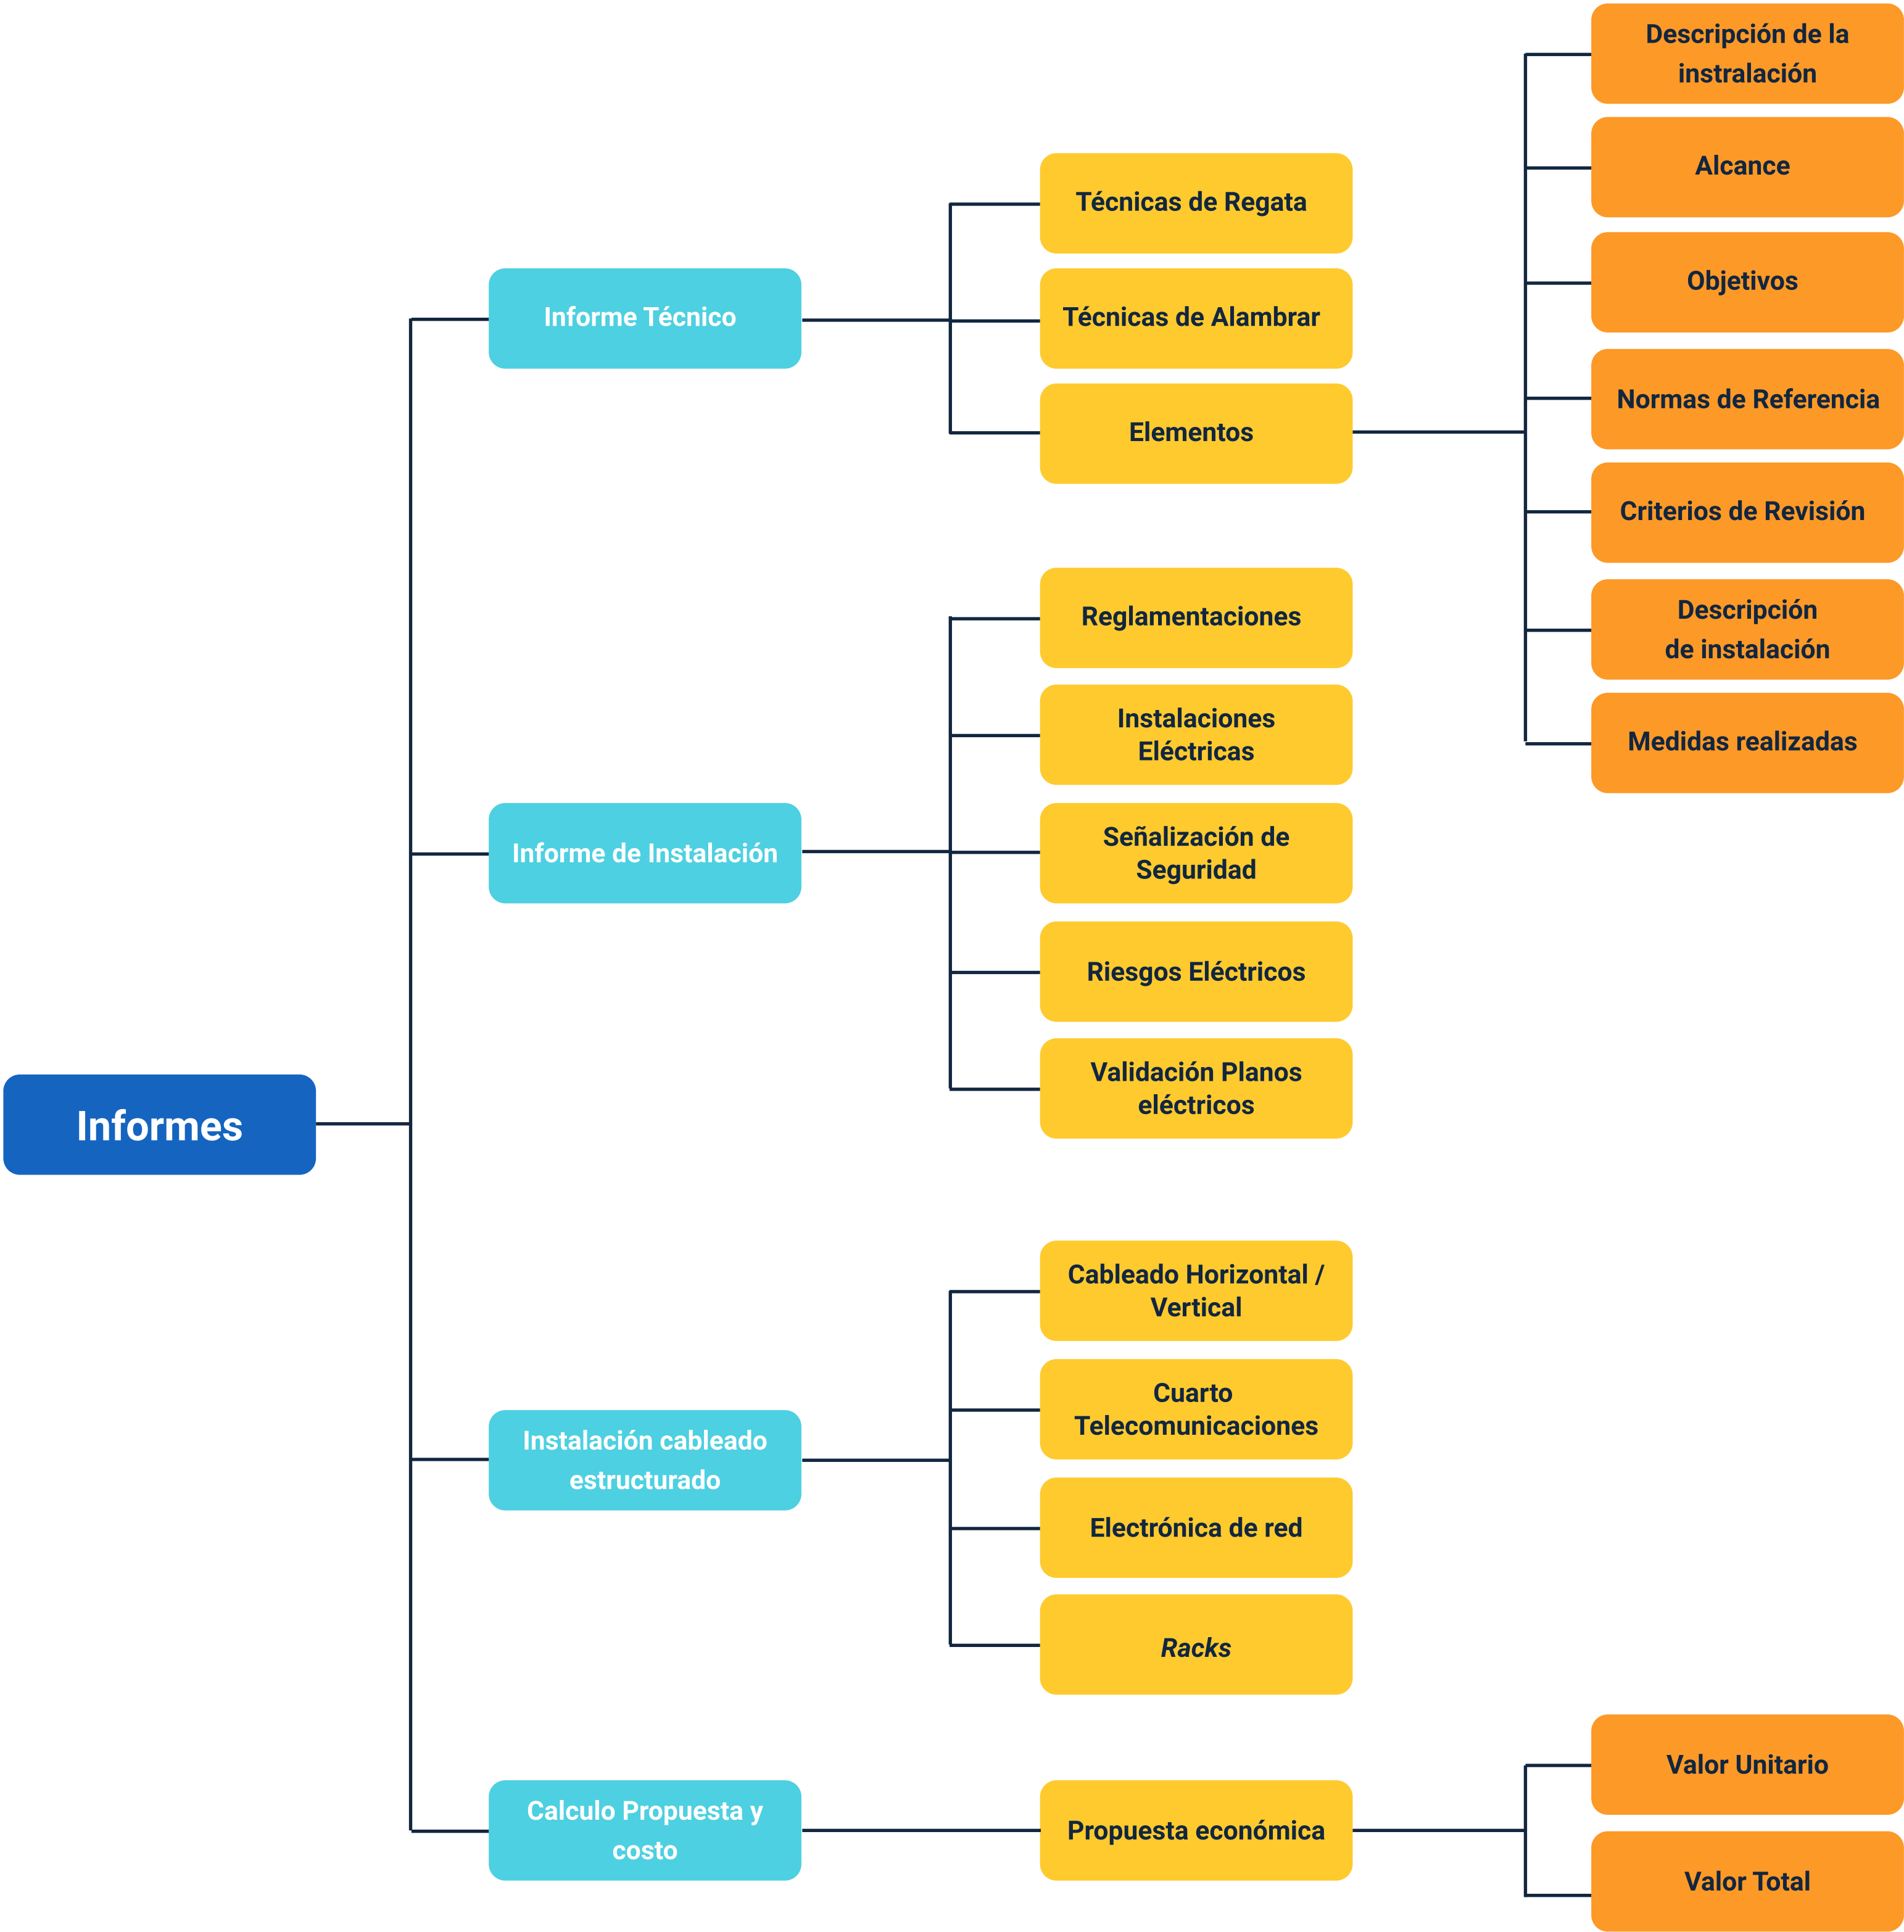 Informes
Informe Técnico
Técnicas de Regata
Técnicas de Alambrar
Elementos
Descripción de la
instralación
Alcance
Objetivos
Normas de Referencia
Criterios de Revisión
Descripción
de instalación
Medidas realizadas
Informe de Instalación
Reglamentaciones
Instalaciones
Eléctricas
Señalización de
Seguridad
Riesgos Eléctricos
Validación Planos
eléctricos
Instalación cableado
estructurado
Cableado Horizontal /
Vertical
Cuarto
Telecomunicaciones
Electrónica de red
Racks
Calculo Propuesta y
costo
Propuesta económica
Valor Unitario
Valor Total